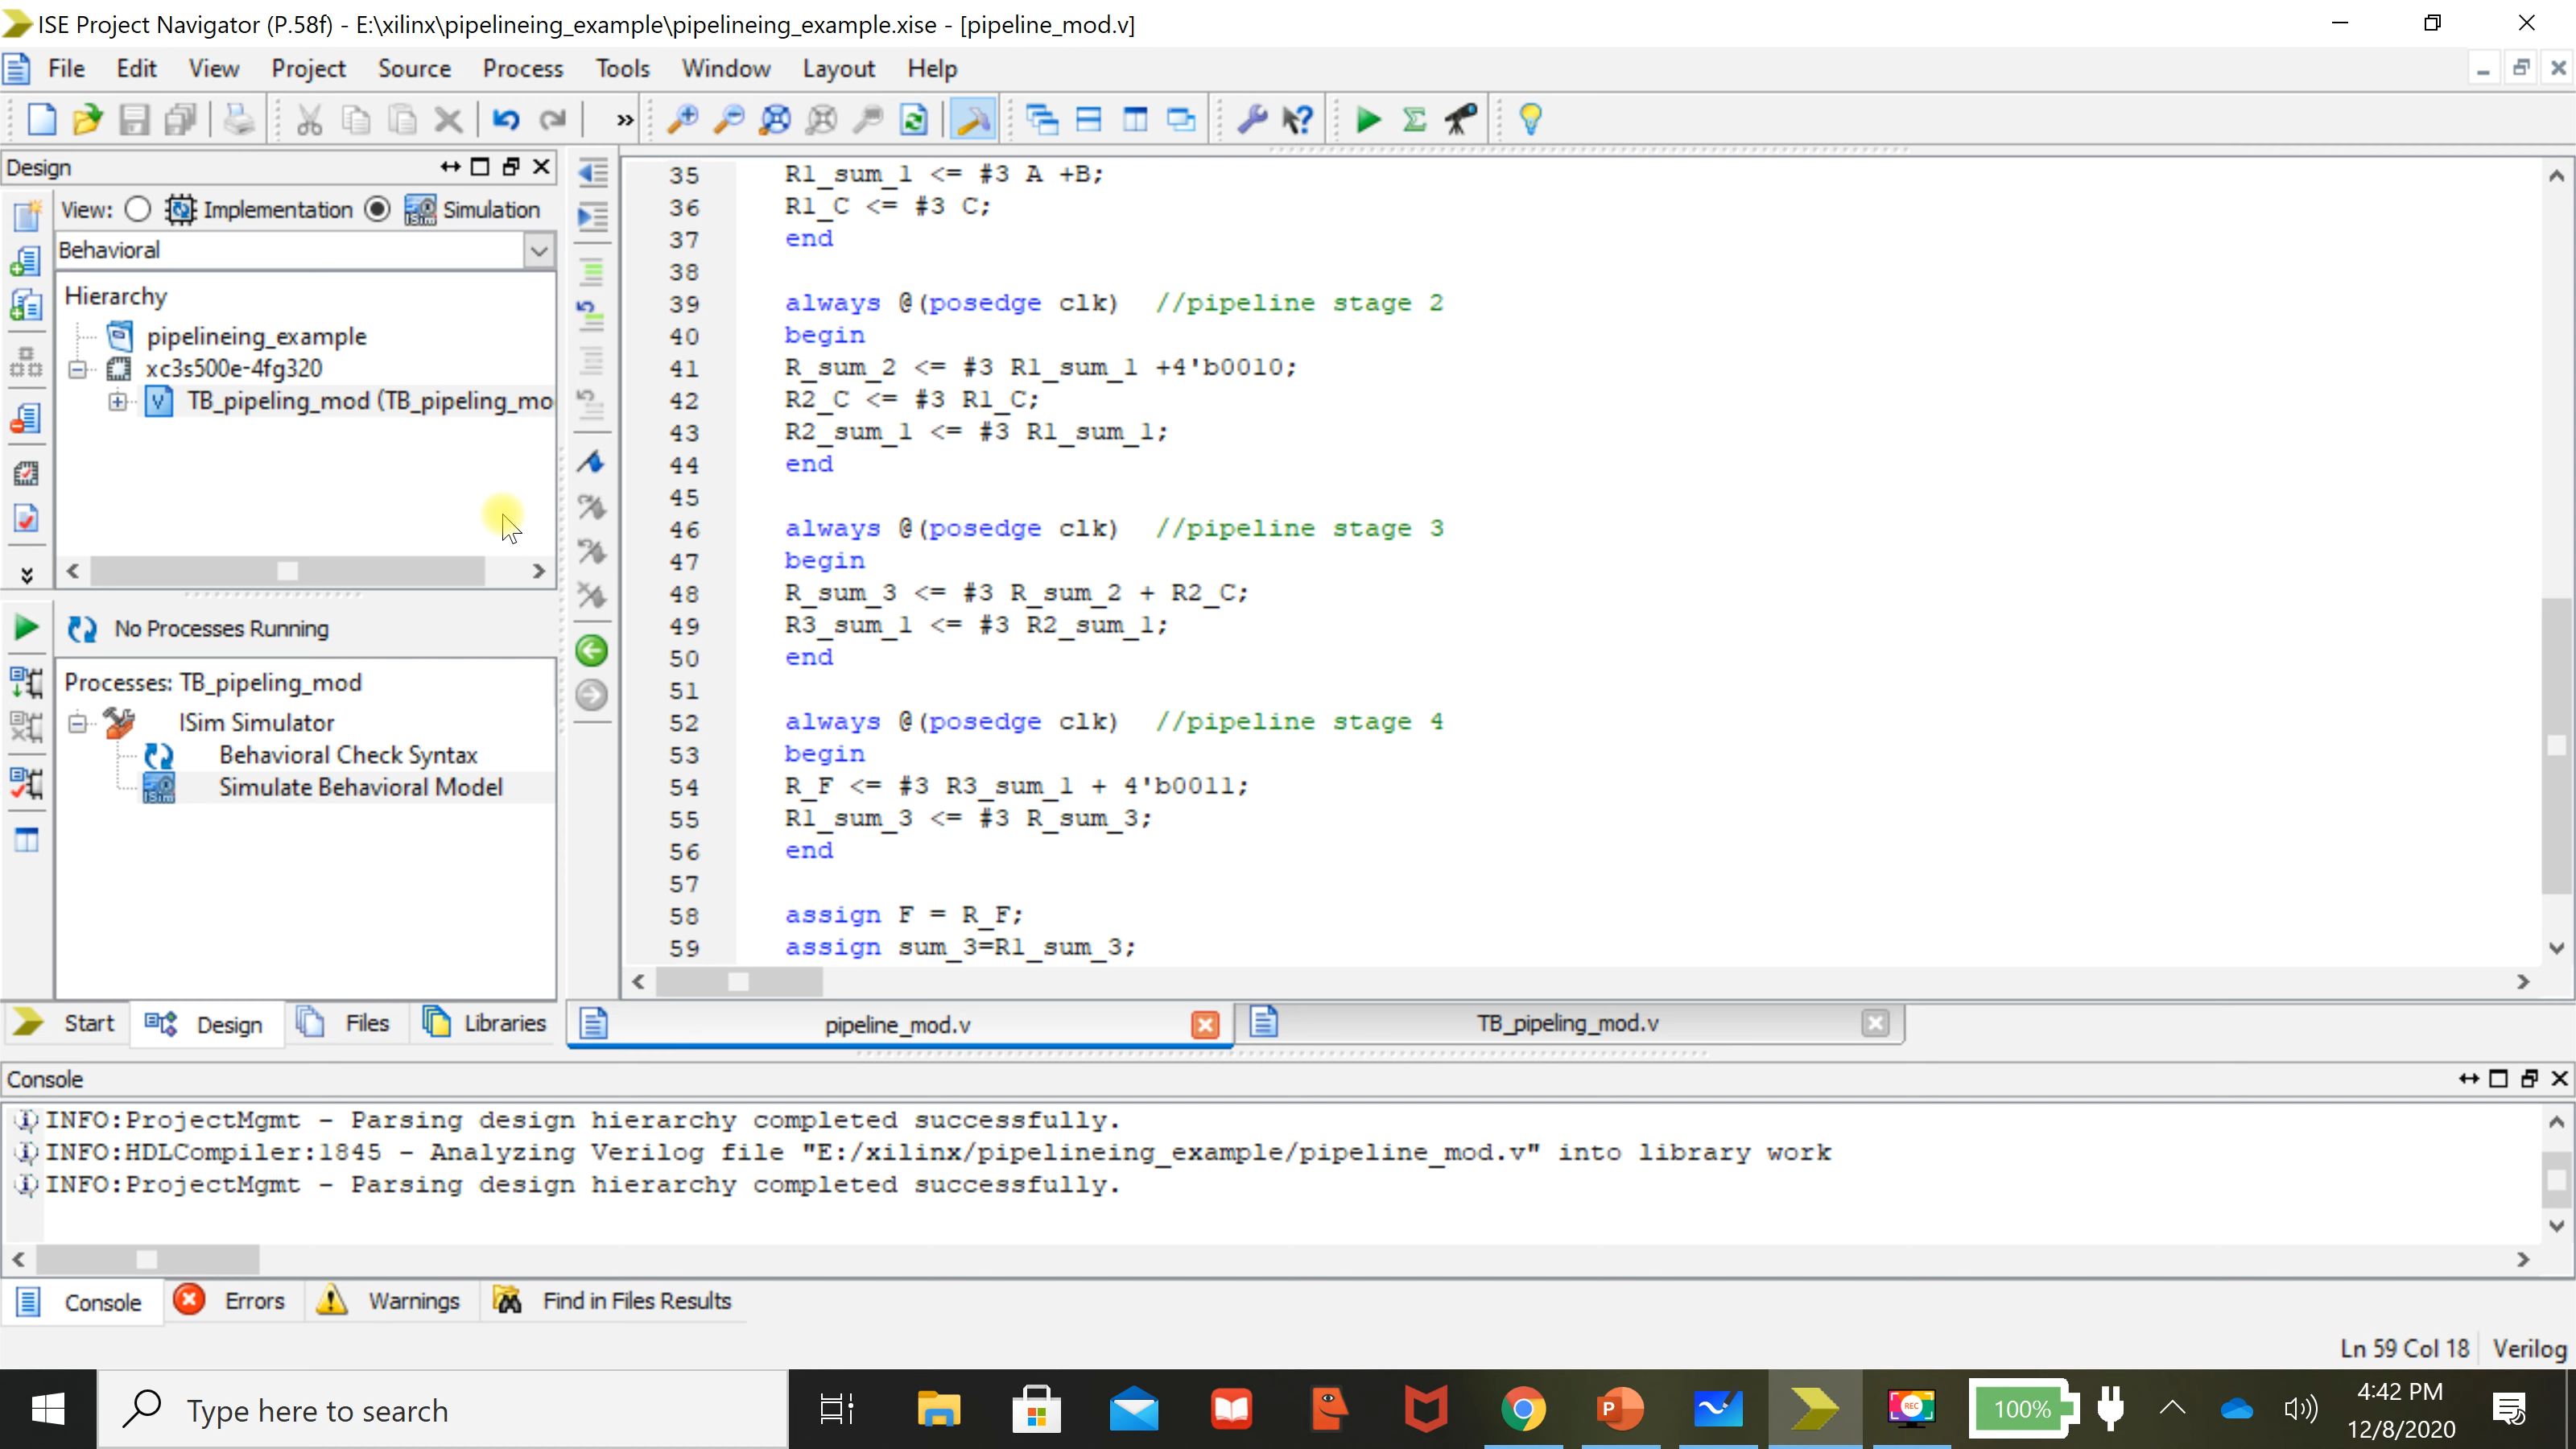 ISE Project Navigator (P.58f) - E:\xilinx\pipelineing_example\pipelineing_example.xise - [pipeline_mod.v]
File Edit View Project Source Process Tools Window Layout Help
»
Design
View: Implementation Simulation
Behavioral
Hierarchy
pipelineing_example
xc3s500e-4fg320
TB_pipeling_mod (TB_pipeling_mo
No Processes Running
Processes: TB_pipeling_mod
ISim Simulator
Behavioral Check Syntax
Simulate Behavioral Model
Start Design Files Libraries
35 R1_sum_1 <= #3 A +B;
36 R1_C <= #3 C;
37 end
38
39 always @(posedge clk) //pipeline stage 2
40 begin
41 R_sum_2 <= #3 R1_sum_1 +4'b0010;
42 R2_C <= #3 R1_C;
43 R2_sum_1 <= #3 R1_sum_1;
44 end
45
46 always @(posedge clk) //pipeline stage 3
47 begin
48 R_sum_3 <= #3 R_sum_2 + R2_C;
49 R3_sum_1 <= #3 R2_sum_1;
50 end
51
52 always @(posedge clk) //pipeline stage 4
53 begin
54 R_F <= #3 R3_sum_1 + 4'b0011;
55 R1_sum_3 <= #3 R_sum_3;
56 end
57
58 assign F = R_F;
59 assign sum_3=R1_sum_3;
pipeline_mod.v TB_pipeling_mod.v
Console
INFO:ProjectMgmt - Parsing design hierarchy completed successfully.
INFO:HDLCompiler:1845 - Analyzing Verilog file "E:/xilinx/pipelineing_example/pipeline_mod.v" into library work
INFO:ProjectMgmt - Parsing design hierarchy completed successfully.
Console Errors Warnings Find in Files Results
Ln 59 Col 18 Verilog
Type here to search
100%
4:42 PM
12/8/2020